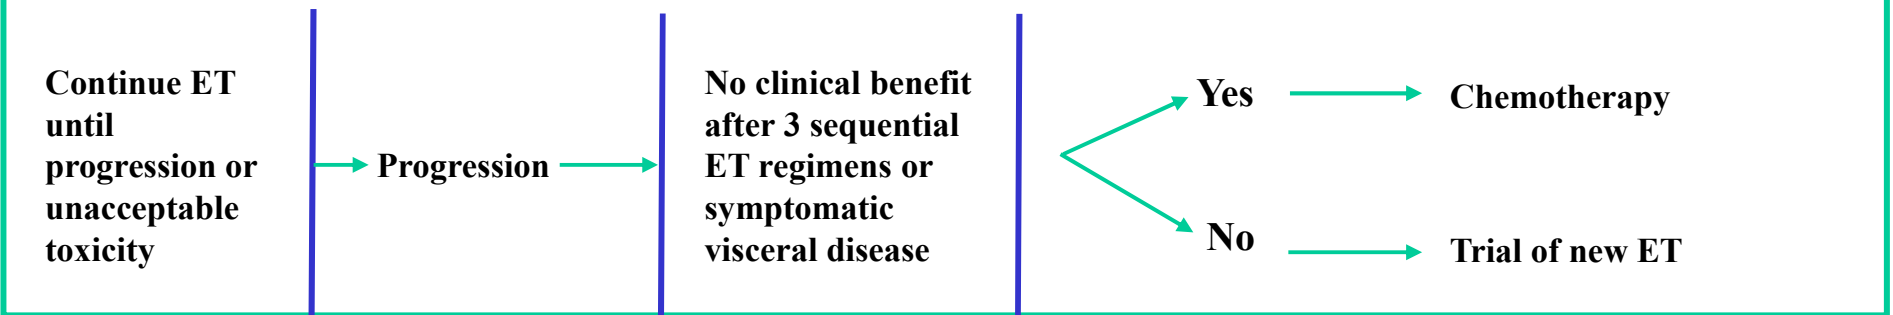 Continue ET
until
progression or
unacceptable
toxicity
Progression
No clinical benefit
after 3 sequential
ET regimens or
symptomatic
visceral disease
Yes
Chemotherapy
No
Trial of new ET